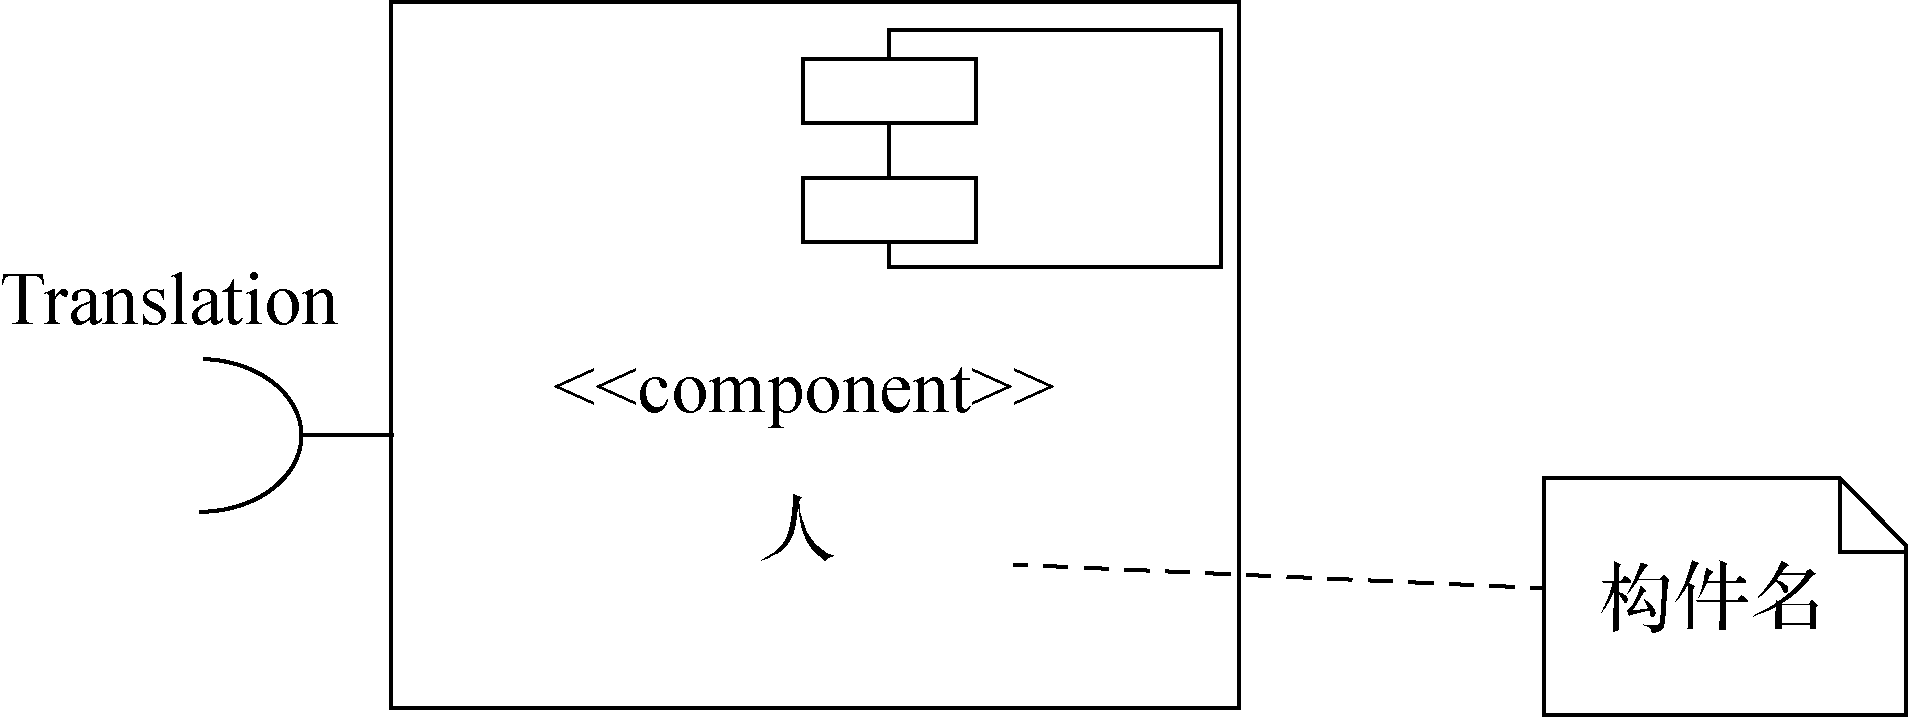 Translation
<<component>>
人
构件名